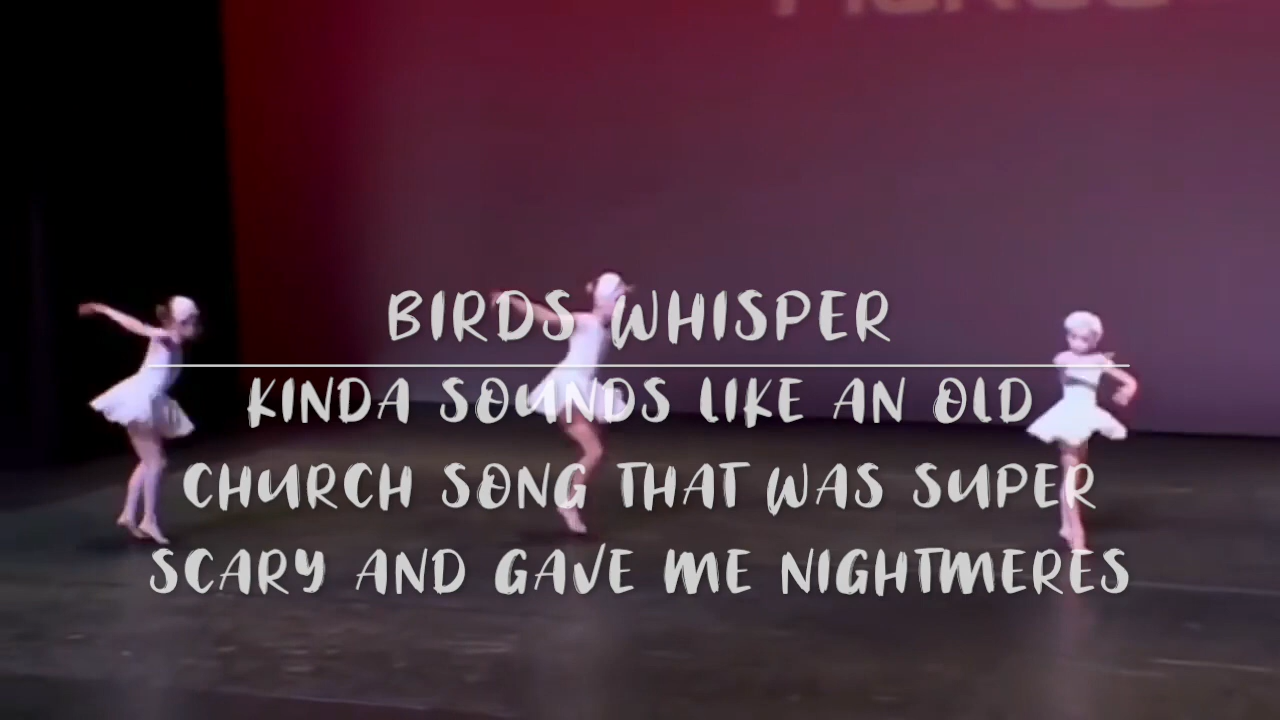 BIRDS WHISPER
KINDA SOUNDS LIKE AN OLD
CHURCH SONG THAT WAS SUPER
SCARY AND GAVE ME NIGHTMERES